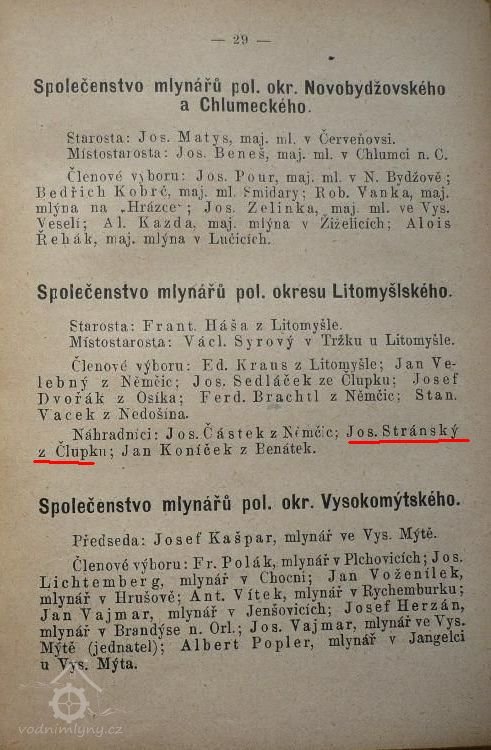 — 29 —
Společenstvo mlynářů pol. okr. Novobydžovského
a Chlumeckého.
Starosta: Jos. Matys, maj. ml. v Červeňovsi.
Místostarosta: Jos. Beneš, maj. ml. v Chlumci n. C.
Členové výboru: Jos. Pour, maj. ml. v N. Bydžově;
Bedřich Kobrč, maj. ml. Smidary; Rob. Vanka, maj.
mlýna na „Hrázce"; Jos. Zelinka, maj. ml. ve Vys.
Veselí; Al. Kazda, maj. mlýna v Žiželicích; Alois
Řehák, maj. mlýna v Lučicích.
Společenstvo mlynářů pol. okresu Litomyšlského.
Starosta: Frant. Háša z Litomyšle.
Místostarosta: Václ. Syrový v Tržku u Litomyšle.
Členové výboru: Ed. Kraus z Litomyšle; Jan Ve-
lebný z Němčic; Jos. Sedláček ze Člupku; Josef
Dvořák z Osíka; Ferd. Brachtl z Němčic; Stan.
Vacek z Nedošína.
Náhradníci: Jos. Částek z Němčic; Jos. Stránský
z Člupku; Jan Koníček z Benátek.
Společenstvo mlynářů pol. okr. Vysokomýtského.
Předseda: Josef Kašpar, mlynář ve Vys. Mýtě.
Členové výboru: Fr. Polák, mlynář v Plchovicích; Jos.
Lichtemberg, mlynář v Chocni; Jan Voženílek,
mlynář v Hrušově; Ant. Vítek, mlynář v Rychemburku;
Jan Vajmar, mlynář v Jenšovicích; Josef Herzán,
mlynář v Brandýse n. Orl.; Jos. Vajmar, mlynář ve Vys.
Mýtě (jednatel); Albert Popler, mlynář v Jangelci
u Vys. Mýta.
vodnimlyny.cz